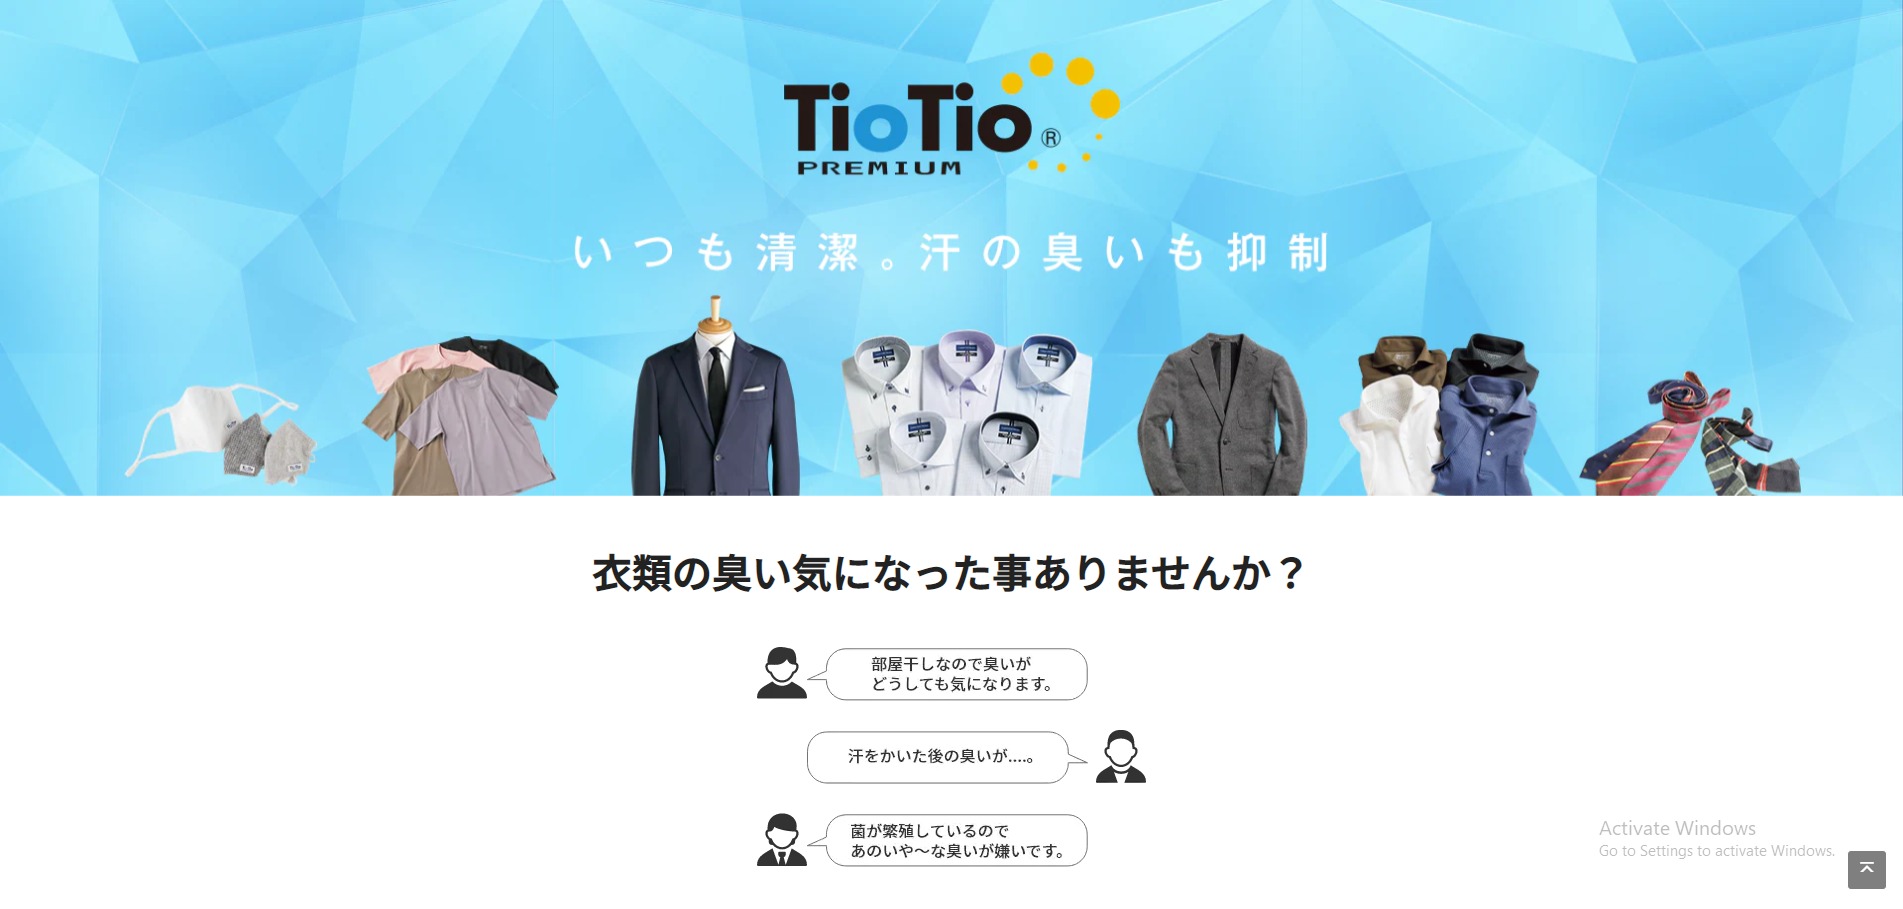 TioTio®
PREMIUM
いつも清潔。汗の臭いも抑制
衣類の臭い気になった事ありませんか？
部屋干しなので臭いが
どうしても気になります。
汗をかいた後の臭いが....。
菌が繁殖しているので
あのいや〜な臭いが嫌いです。
Activate Windows
Go to Settings to activate Windows.